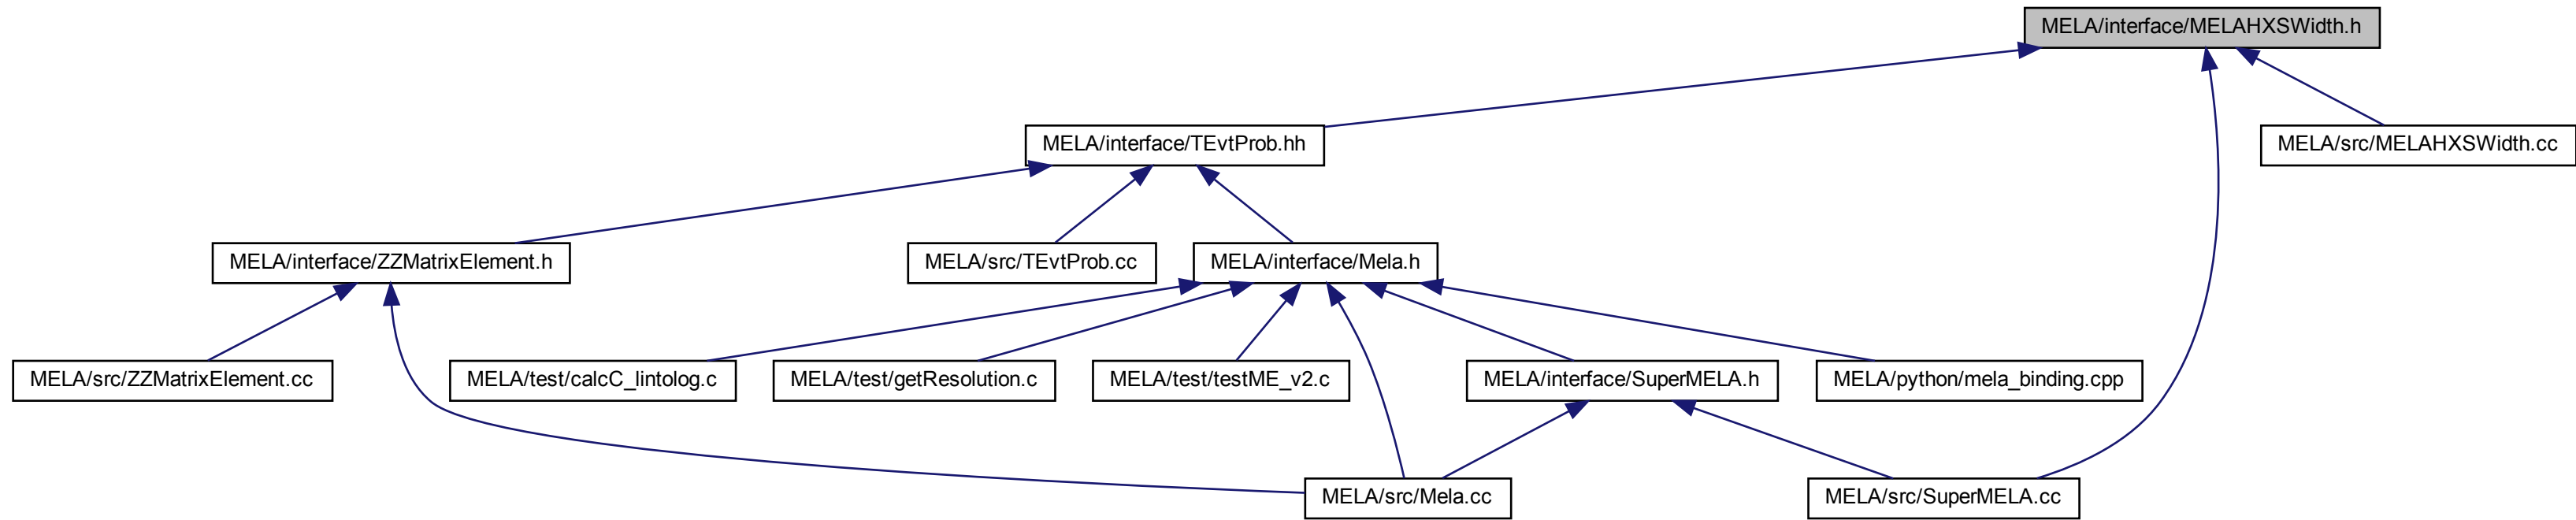 MELA/interface/MELAHXSWidth.h
MELA/interface/TEvtProb.hh
MELA/src/MELAHXSWidth.cc
MELA/interface/ZZMatrixElement.h
MELA/src/TEvtProb.cc
MELA/interface/Mela.h
MELA/src/ZZMatrixElement.cc
MELA/test/calcC_lintolog.c
MELA/test/getResolution.c
MELA/test/testME_v2.c
MELA/interface/SuperMELA.h
MELA/python/mela_binding.cpp
MELA/src/Mela.cc
MELA/src/SuperMELA.cc